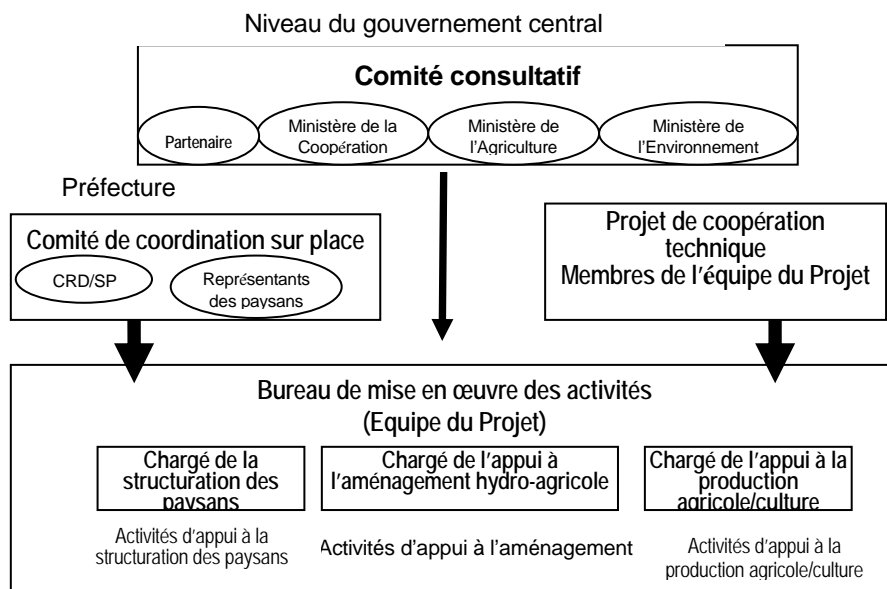 Niveau du gouvernement central
Comité consultatif
Partenaire
Ministère de la
Coopération
Ministère de
l'Agriculture
Ministère de
l'Environnement
Préfecture
Comité de coordination sur place
CRD/SP
Représentants
des paysans
Projet de coopération
technique
Membres de l'équipe du Projet
Bureau de mise en œuvre des activités
(Equipe du Projet)
Chargé de la
structuration des
paysans
Chargé de l'appui à
l'aménagement hydro-agricole
Chargé de l'appui à la
production
agricole/culture
Activités d'appui à la
structuration des paysans
Activités d'appui à l'aménagement
Activités d'appui à la
production agricole/culture